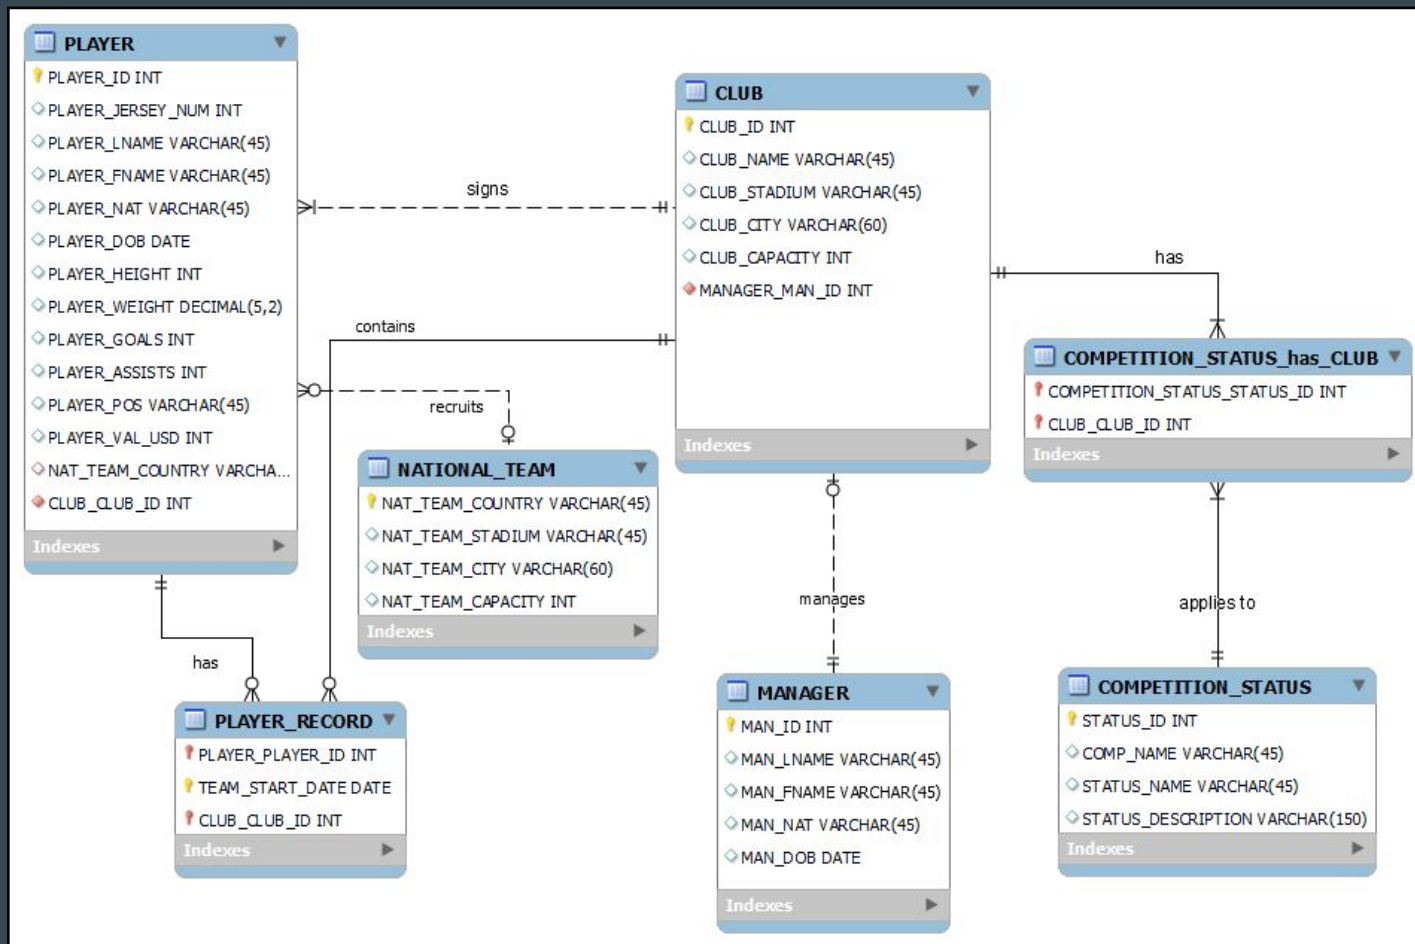 PLAYER
PLAYER_ID INT
PLAYER_JERSEY_NUM INT
PLAYER_LNAME VARCHAR(45)
PLAYER_FNAME VARCHAR(45)
PLAYER_NAT VARCHAR(45)
PLAYER_DOB DATE
PLAYER_HEIGHT INT
PLAYER_WEIGHT DECIMAL(5,2)
PLAYER_GOALS INT
PLAYER_ASSISTS INT
PLAYER_POS VARCHAR(45)
PLAYER_VAL_USD INT
NAT_TEAM_COUNTRY VARCHA...
CLUB_CLUB_ID INT
Indexes
signs
contains
recruits
CLUB
CLUB_ID INT
CLUB_NAME VARCHAR(45)
CLUB_STADIUM VARCHAR(45)
CLUB_CITY VARCHAR(60)
CLUB_CAPACITY INT
MANAGER_MAN_ID INT
Indexes
has
COMPETITION_STATUS_has_CLUB
COMPETITION_STATUS_STATUS_ID INT
CLUB_CLUB_ID INT
Indexes
NATIONAL_TEAM
NAT_TEAM_COUNTRY VARCHAR(45)
NAT_TEAM_STADIUM VARCHAR(45)
NAT_TEAM_CITY VARCHAR(60)
NAT_TEAM_CAPACITY INT
Indexes
manages
applies to
has
PLAYER_RECORD
PLAYER_PLAYER_ID INT
TEAM_START_DATE DATE
CLUB_CLUB_ID INT
Indexes
MANAGER
MAN_ID INT
MAN_LNAME VARCHAR(45)
MAN_FNAME VARCHAR(45)
MAN_NAT VARCHAR(45)
MAN_DOB DATE
Indexes
COMPETITION_STATUS
STATUS_ID INT
COMP_NAME VARCHAR(45)
STATUS_NAME VARCHAR(45)
STATUS_DESCRIPTION VARCHAR(150)
Indexes